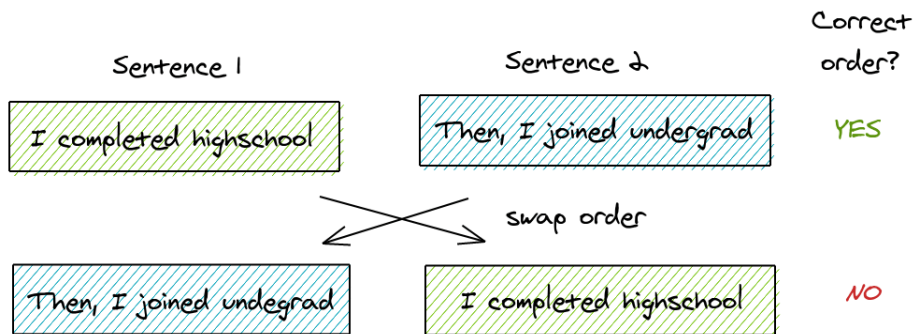 Correct
order?
Sentence 1 Sentence 2
I completed highschool Then, I joined undergrad YES
swap order
Then, I joined undegrad I completed highschool NO